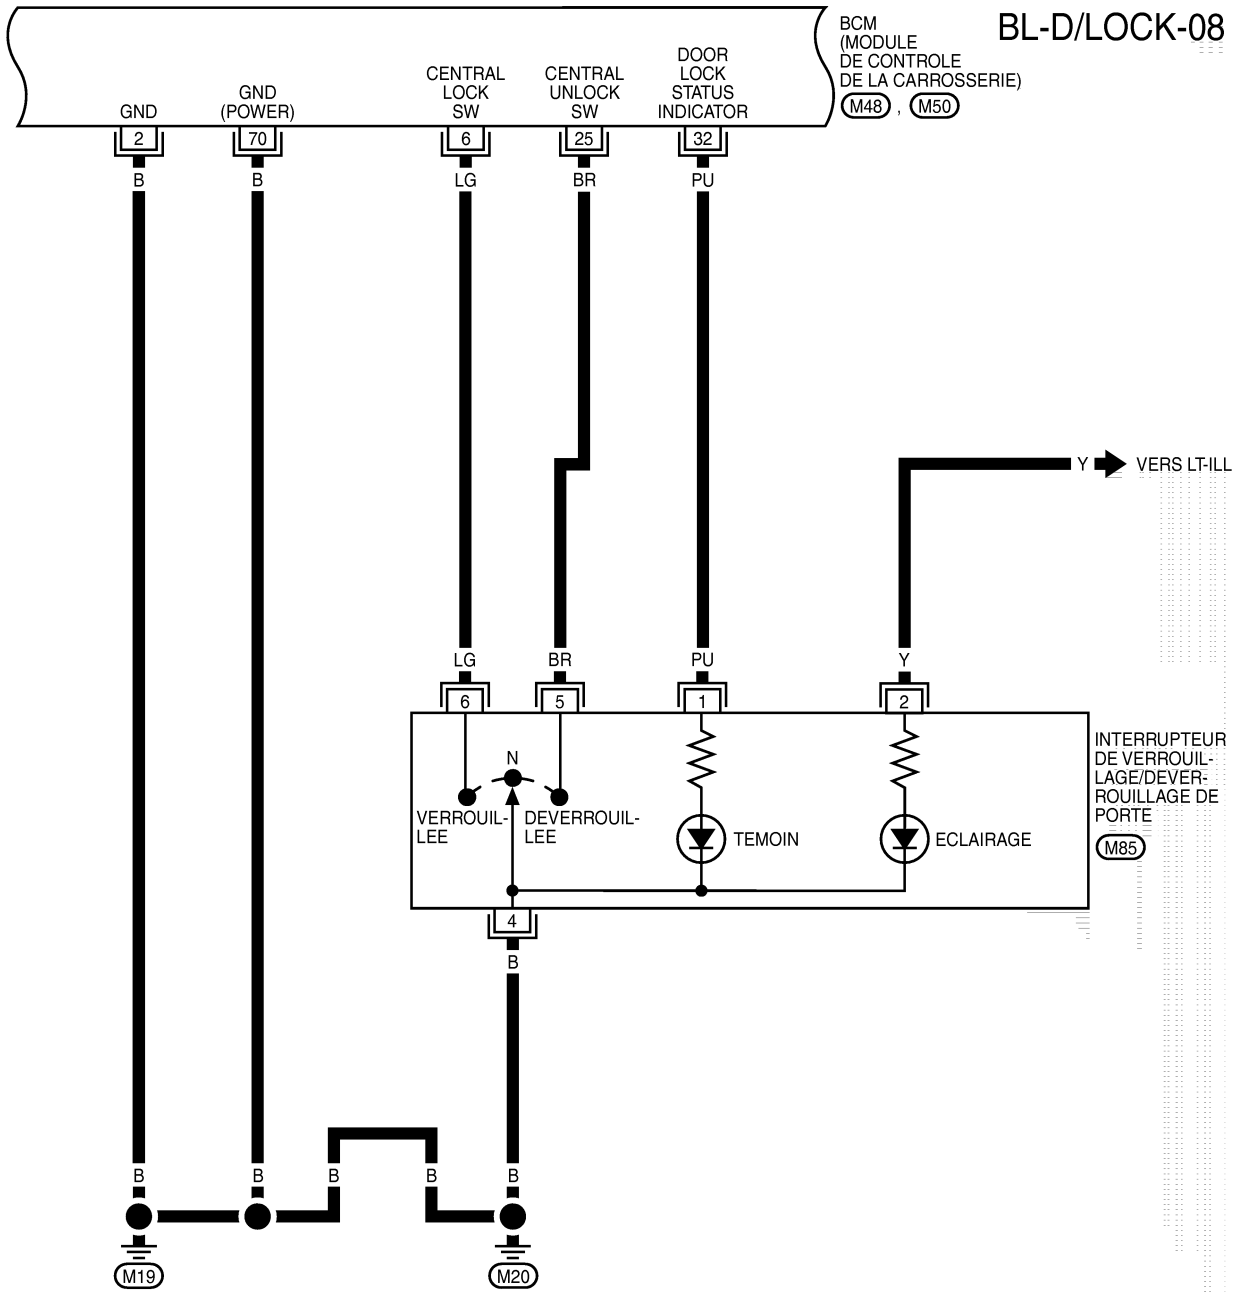 BL-D/LOCK-08
BCM
(MODULE
DE CONTROLE
DE LA CARROSSERIE)
M48 , M50
GND
GND
(POWER)
CENTRAL
LOCK
SW
CENTRAL
UNLOCK
SW
DOOR
LOCK
STATUS
INDICATOR
2 70 6 25 32
B B LG BR PU
Y VERS LT-ILL
LG BR PU Y
6 5 1 2
INTERRUPTEUR
DE VERROUIL-
LAGE/DEVER-
ROUILLAGE DE
PORTE
M85
N
VERROUIL-
LEE
DEVERROUIL-
LEE
TEMOIN
ECLAIRAGE
4
B
B B B B B
M19 M20